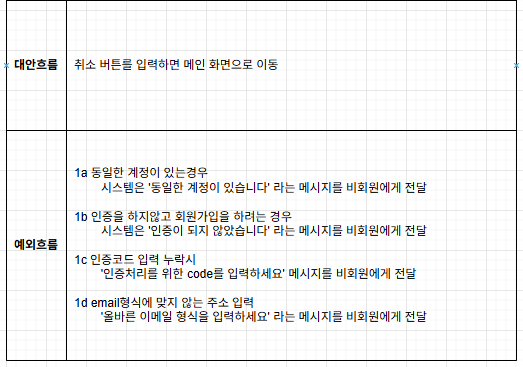 대안흐름
취소 버튼를 입력하면 메인 화면으로 이동
예외흐름
1a 동일한 계정이 있는경우
시스템은 '동일한 계정이 있습니다' 라는 메시지를 비회원에게 전달
1b 인증을 하지않고 회원가입을 하려는 경우
시스템은 '인증이 되지 않았습니다' 라는 메시지를 비회원에게 전달
1c 인증코드 입력 누락시
'인증처리를 위한 code를 입력하세요' 메시지를 비회원에게 전달
1d email형식에 맞지 않는 주소 입력
'올바른 이메일 형식을 입력하세요' 라는 메시지를 비회원에게 전달